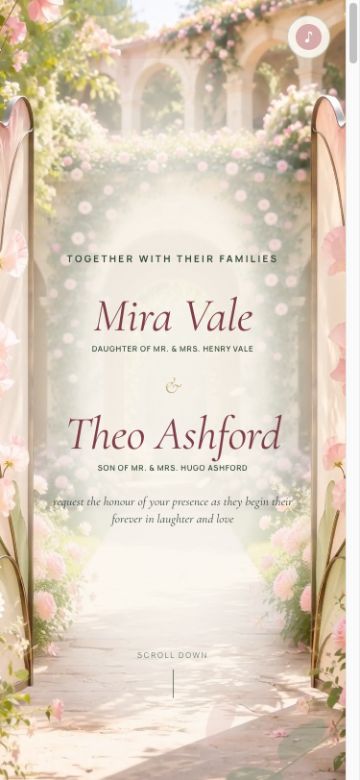 TOGETHER WITH THEIR FAMILIES
Mira Vale
DAUGHTER OF MR. & MRS. HENRY VALE
&
Theo Ashford
SON OF MR. & MRS. HUGO ASHFORD
request the honour of your presence as they begin their
forever in laughter and love
SCROLL DOWN